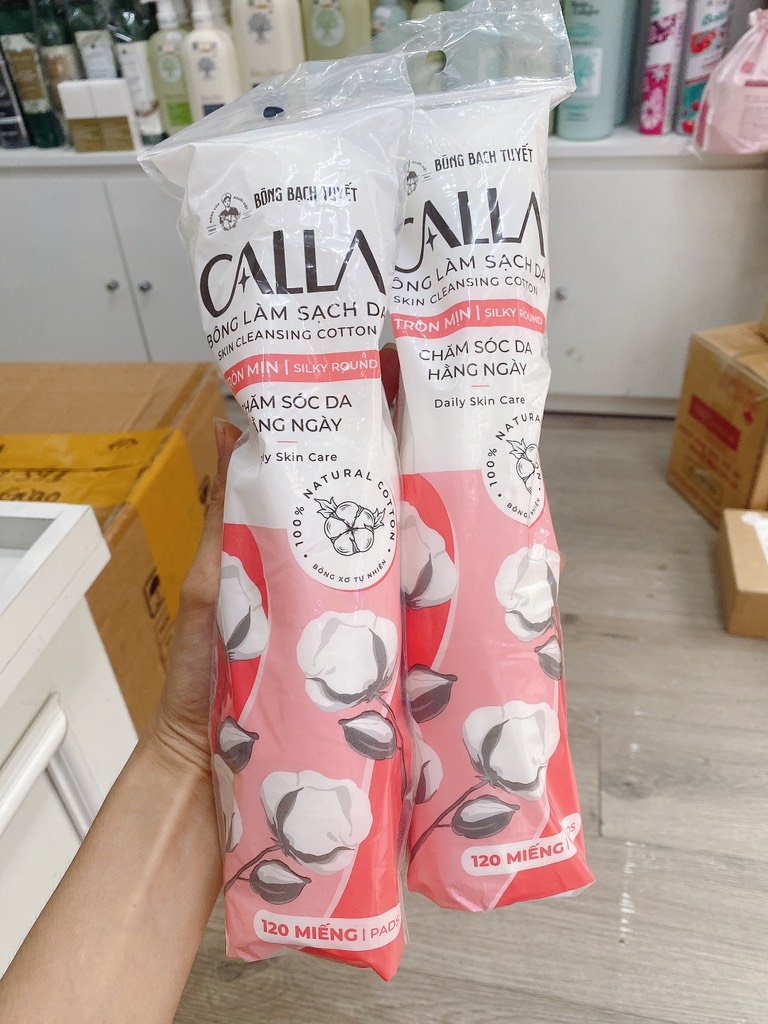 BÔNG BẠCH TUYẾT
CALLA
BÔNG LÀM SẠCH DA
SKIN CLEANSING COTTON
TRÒN MỊN | SILKY ROUND
CHĂM SÓC DA
HẰNG NGÀY
Daily Skin Care
100% NATURAL COTTON
BÔNG XƠ TỰ NHIÊN
120 MIẾNG | PADS
BÔNG BẠCH TUYẾT
CALLA
BÔNG LÀM SẠCH DA
SKIN CLEANSING COTTON
TRÒN MỊN | SILKY ROUND
CHĂM SÓC DA
HẰNG NGÀY
Daily Skin Care
100% NATURAL
120 MIẾNG